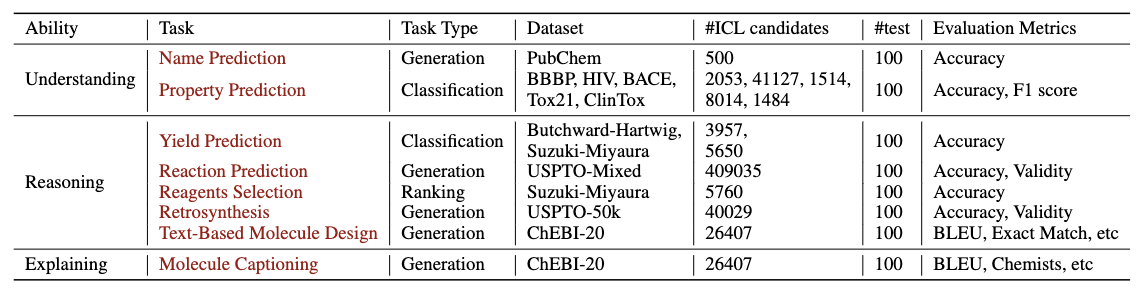 Ability Task Task Type Dataset #ICL candidates #test Evaluation Metrics
Understanding
Name Prediction Generation PubChem 500 100 Accuracy
Property Prediction Classification BBBP, HIV, BACE, Tox21, ClinTox 2053, 41127, 1514, 8014, 1484 100 Accuracy, F1 score
Reasoning
Yield Prediction Classification Butchward-Hartwig, Suzuki-Miyaura 3957, 5650 100 Accuracy
Reaction Prediction Generation USPTO-Mixed 409035 100 Accuracy, Validity
Reagents Selection Ranking Suzuki-Miyaura 5760 100 Accuracy
Retrosynthesis Generation USPTO-50k 40029 100 Accuracy, Validity
Text-Based Molecule Design Generation ChEBI-20 26407 100 BLEU, Exact Match, etc
Explaining Molecule Captioning Generation ChEBI-20 26407 100 BLEU, Chemists, etc